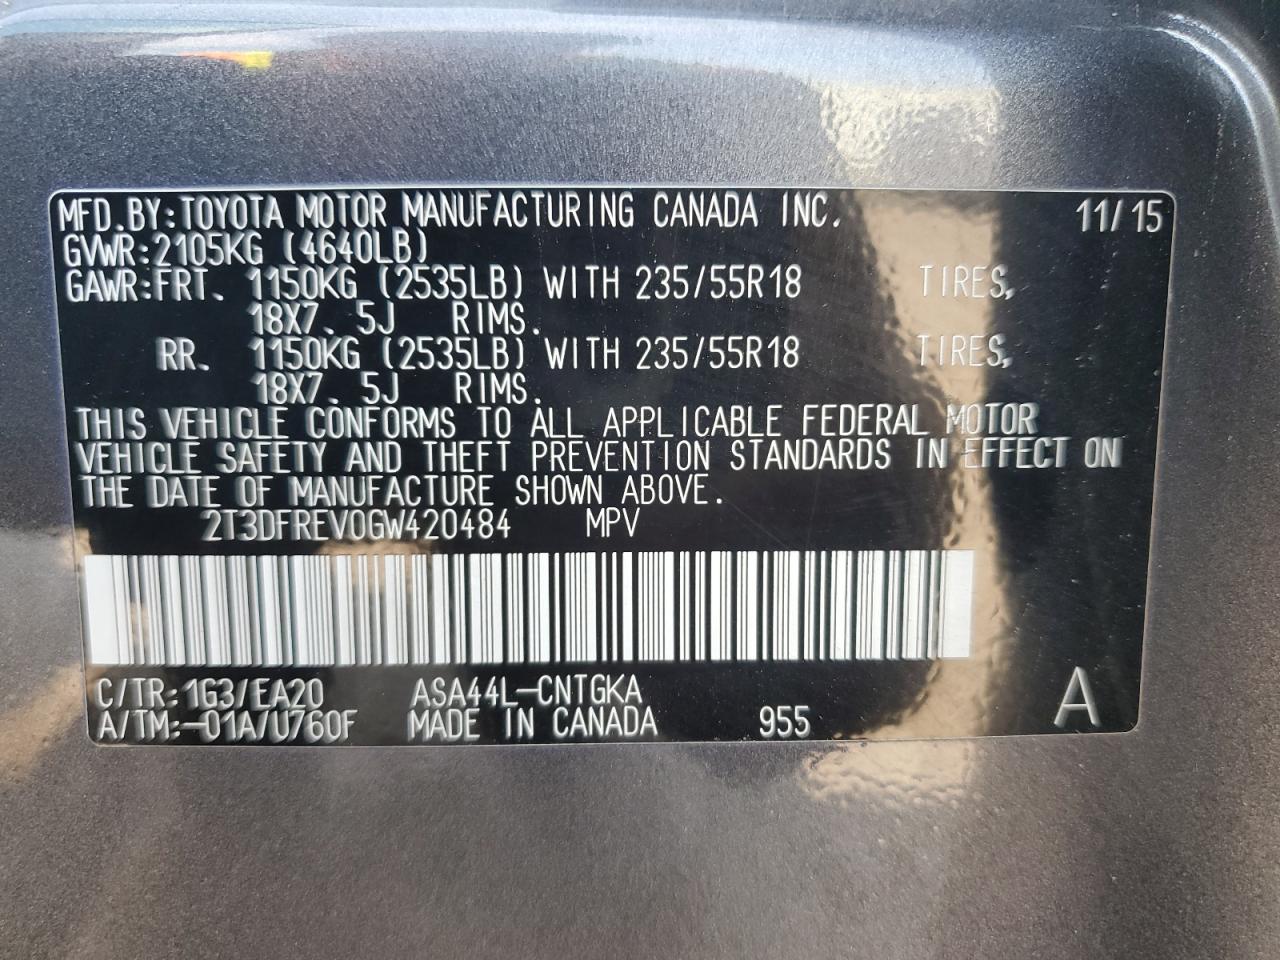 MFD.BY:TOYOTA MOTOR MANUFACTURING CANADA INC. 11/15
GVWR:2105KG (4640LB)
GAWR:FRT. 1150KG (2535LB) WITH 235/55R18 TIRES,
18X7.5J RIMS.
RR. 1150KG (2535LB) WITH 235/55R18 TIRES,
18X7.5J RIMS.
THIS VEHICLE CONFORMS TO ALL APPLICABLE FEDERAL MOTOR
VEHICLE SAFETY AND THEFT PREVENTION STANDARDS IN EFFECT ON
THE DATE OF MANUFACTURE SHOWN ABOVE.
2T3DFREV0GW420484 MPV
C/TR:1G3/EA20 ASA44L-CNTGKA
A/TM:-01A/U760F MADE IN CANADA 955 A